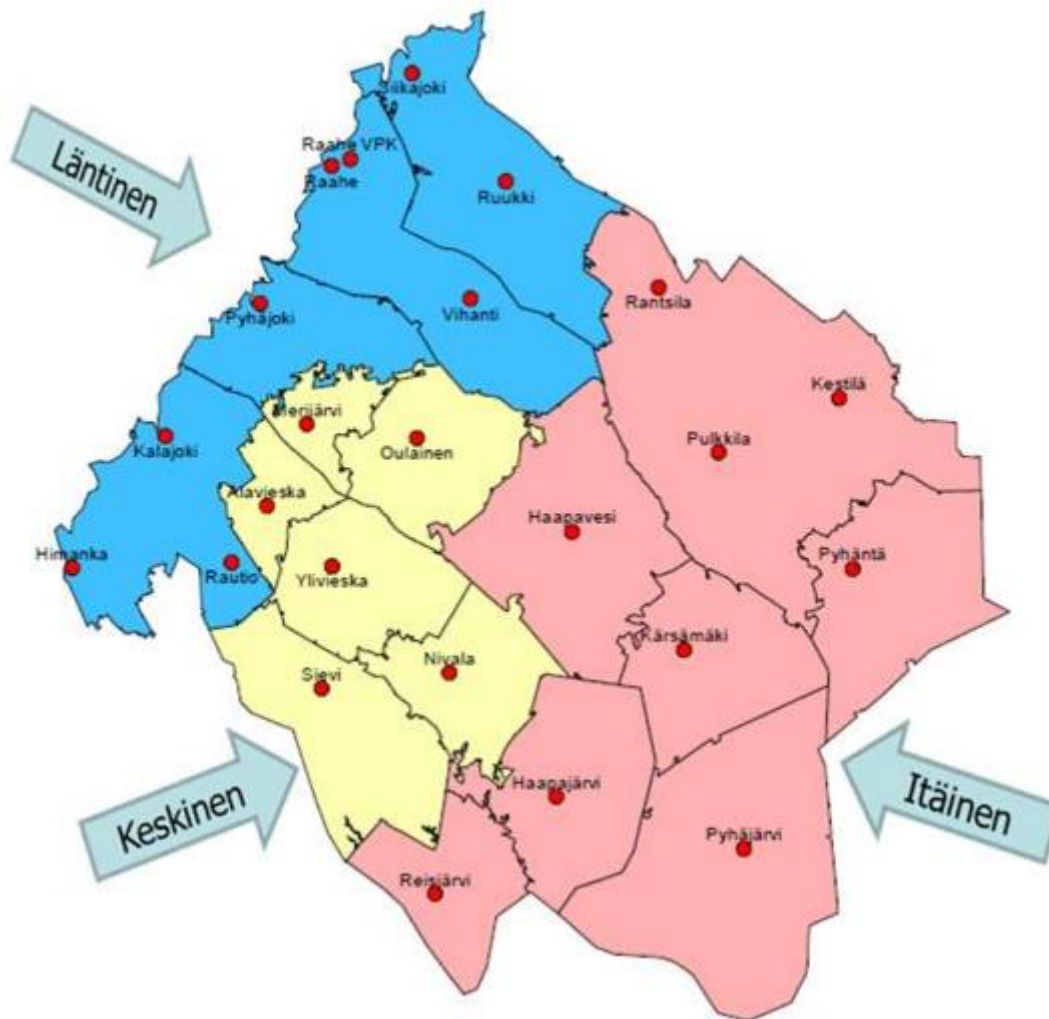 Siikajoki
Läntinen
Raahe VPK
Raahe
Ruukki
Rantsila
Pyhäjoki
Vihanti
Kestilä
Merijärvi
Kalajoki
Oulainen
Pulkkila
Alavieska
Haapavesi
Himanka
Rautio
Ylivieska
Pyhäntä
Kärsämäki
Sievi
Nivala
Keskinen
Haapajärvi
Itäinen
Pyhäjärvi
Reisjärvi